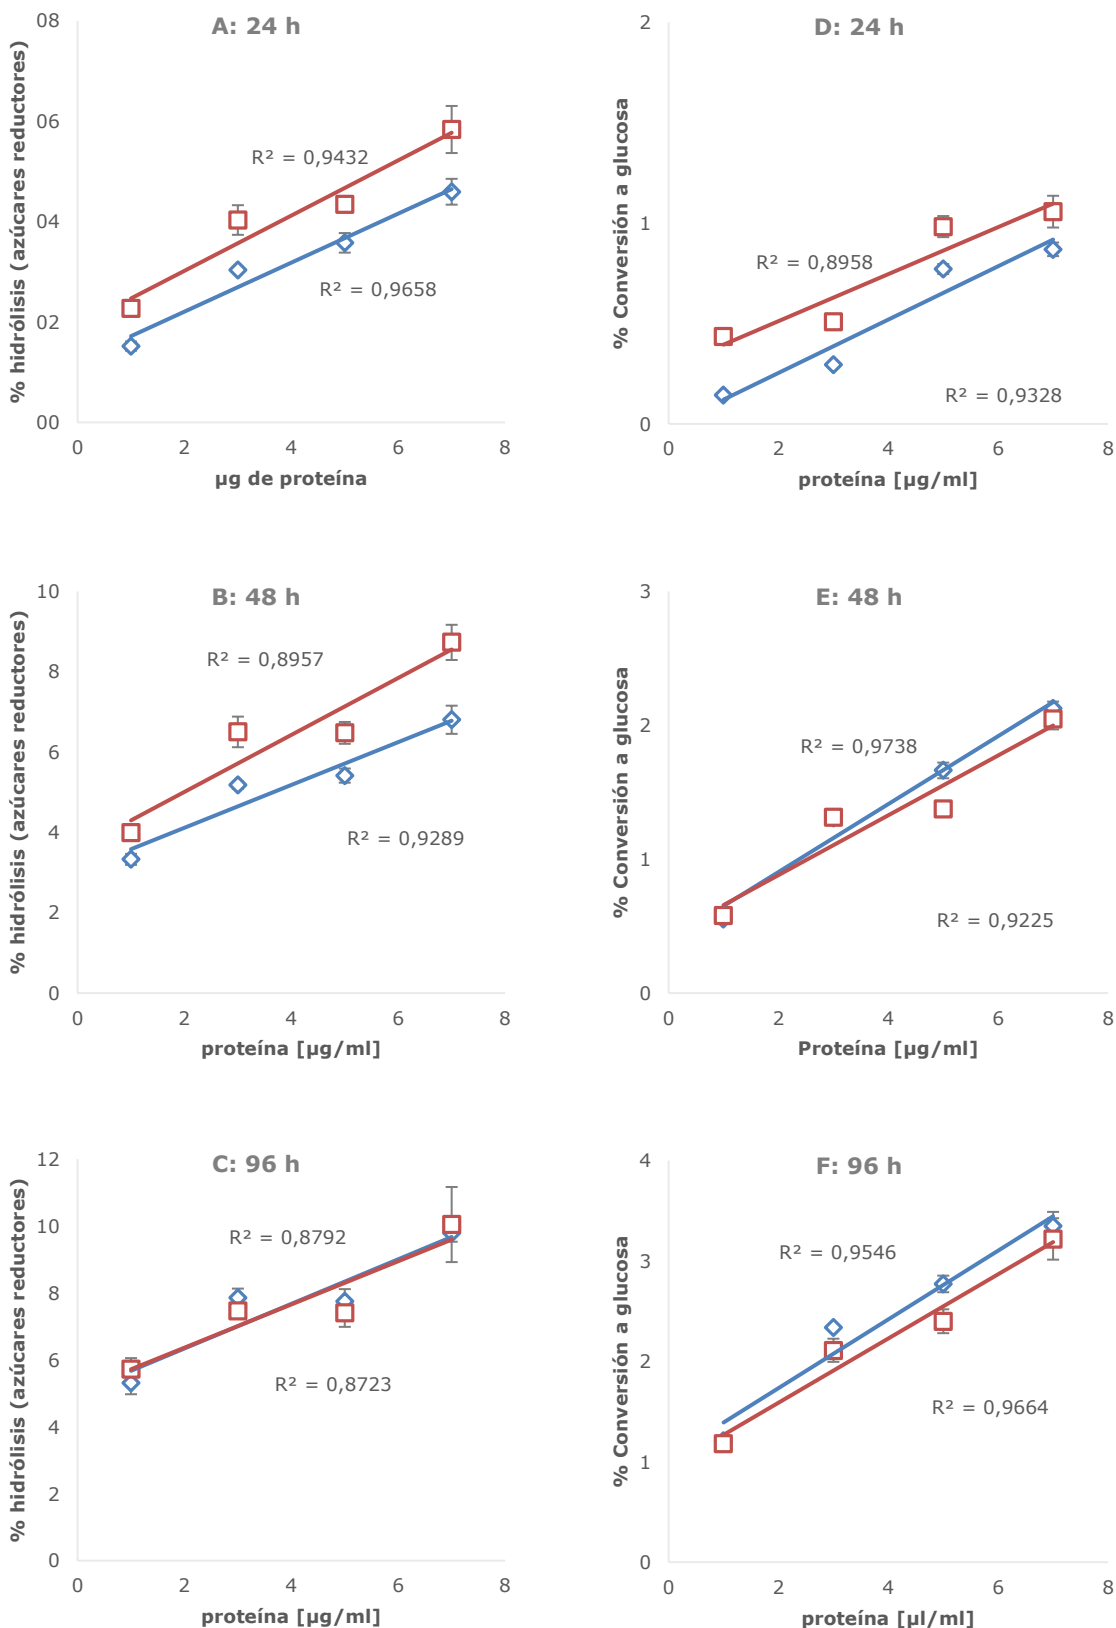 A: 24 h
% hidrólisis (azúcares reductores)
08
06
04
02
00
R² = 0,9432
R² = 0,9658
0 2 4 6 8
µg de proteína
D: 24 h
% Conversión a glucosa
2
1
0
R² = 0,8958
R² = 0,9328
0 2 4 6 8
proteína [µg/ml]
B: 48 h
% hidrólisis (azúcares reductores)
10
8
6
4
2
0
R² = 0,8957
R² = 0,9289
0 2 4 6 8
proteína [µg/ml]
E: 48 h
% Conversión a glucosa
3
2
1
0
R² = 0,9738
R² = 0,9225
0 2 4 6 8
Proteína [µg/ml]
C: 96 h
% hidrólisis (azúcares reductores)
12
10
8
6
4
2
0
R² = 0,8792
R² = 0,8723
0 2 4 6 8
proteína [µg/ml]
F: 96 h
% Conversión a glucosa
4
3
2
1
0
R² = 0,9546
R² = 0,9664
0 2 4 6 8
proteína [µl/ml]